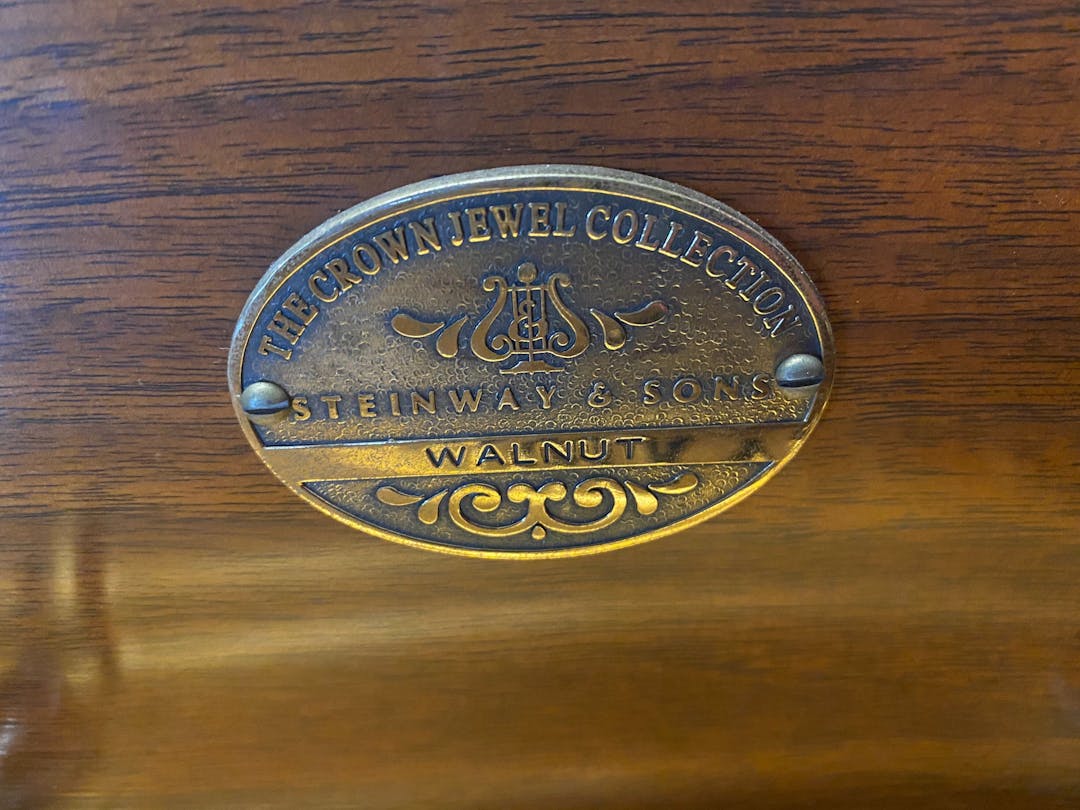 THE CROWN JEWEL COLLECTION
STEINWAY & SONS
WALNUT